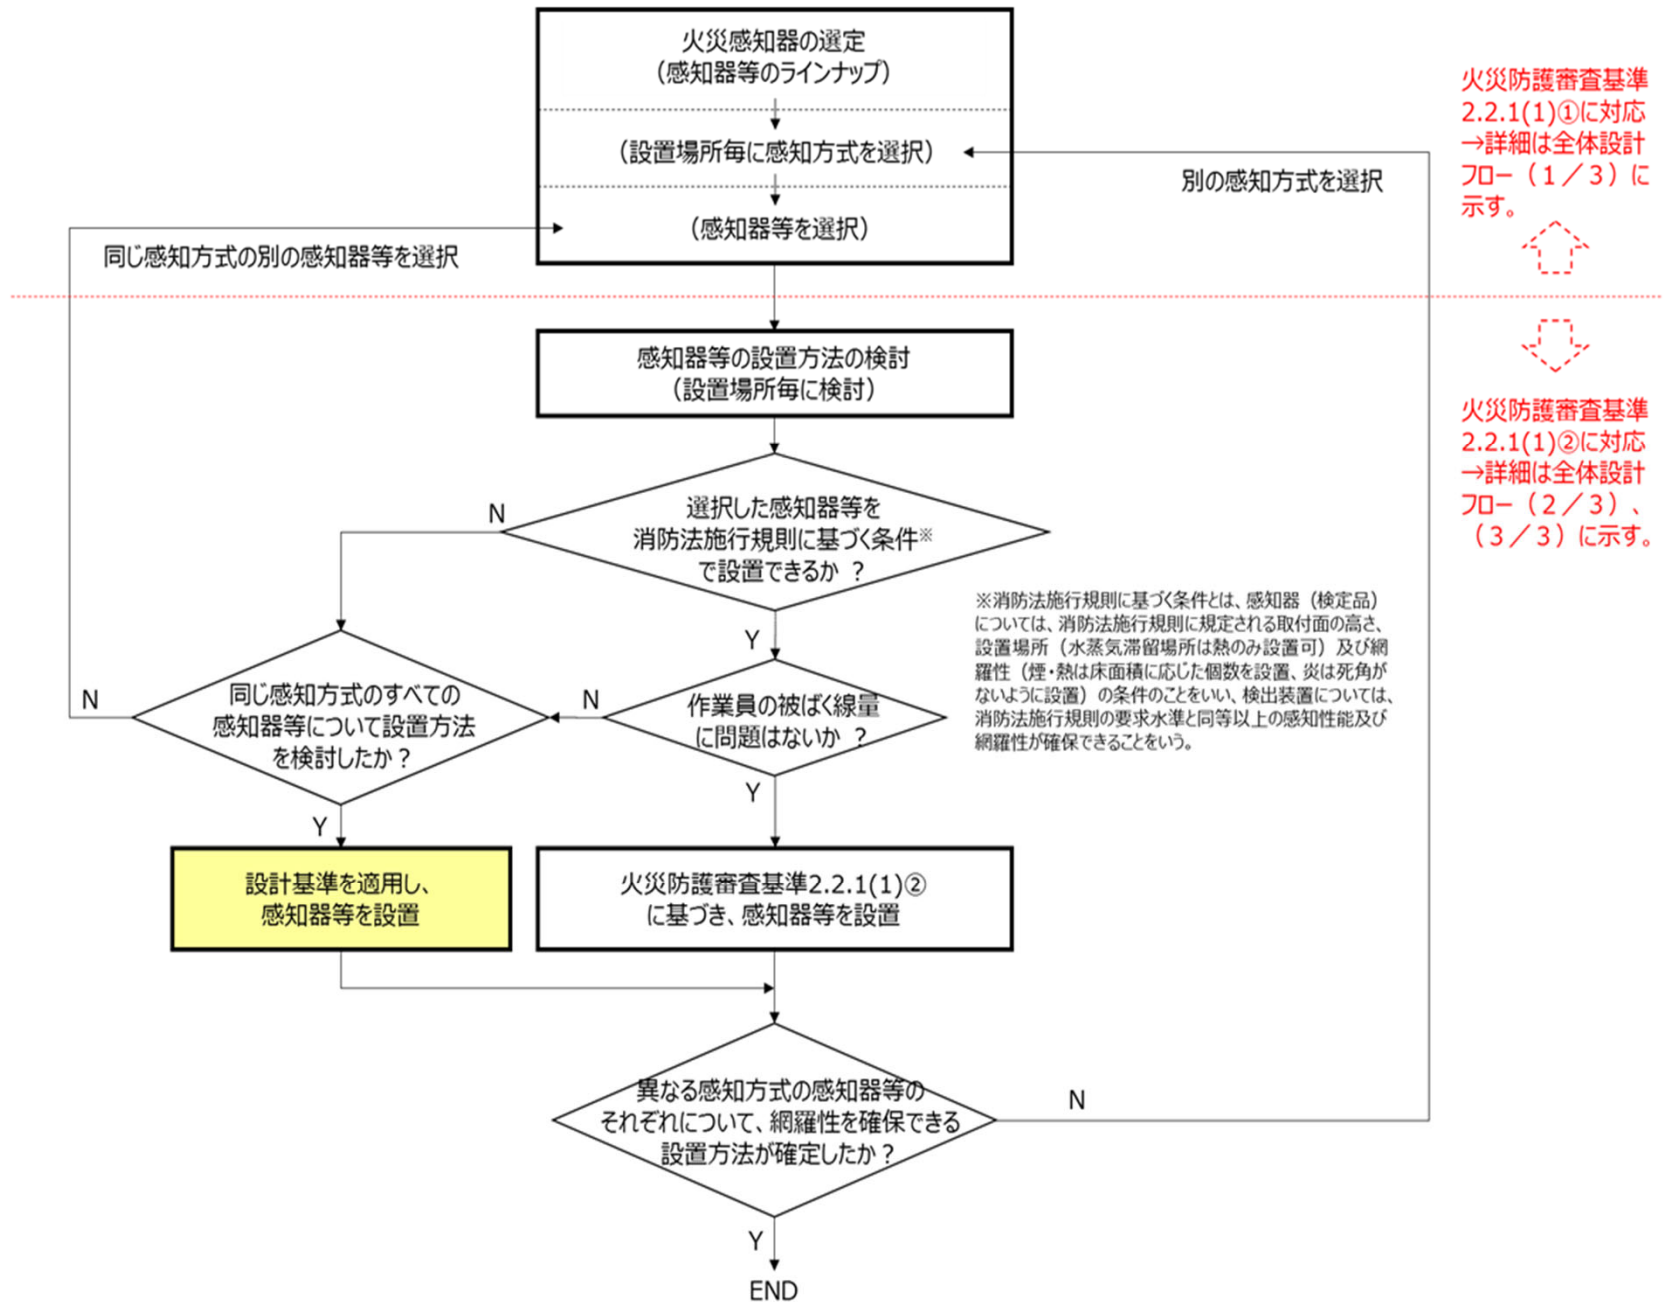 火災感知器の選定
（感知器等のラインナップ）
（設置場所毎に感知方式を選択）
（感知器等を選択）
別の感知方式を選択
同じ感知方式の別の感知器等を選択
火災防護審査基準
2.2.1(1)①に対応
→詳細は全体設計
フロー（１／３）に
示す。
感知器等の設置方法の検討
（設置場所毎に検討）
火災防護審査基準
2.2.1(1)②に対応
→詳細は全体設計
フロー（２／３）、
（３／３）に示す。
N
選択した感知器等を
消防法施行規則に基づく条件※
で設置できるか ？
Y
※消防法施行規則に基づく条件とは、感知器（検定品）
については、消防法施行規則に規定される取付面の高さ、
設置場所（水蒸気滞留場所は熱のみ設置可）及び網
羅性（煙・熱は床面積に応じた個数を設置、炎は死角が
ないように設置）の条件のことをいい、検出装置については、
消防法施行規則の要求水準と同等以上の感知性能及び
網羅性が確保できることをいう。
N
同じ感知方式のすべての
感知器等について設置方法
を検討したか？
N
作業員の被ばく線量
に問題はないか ？
Y
Y
設計基準を適用し、
感知器等を設置
火災防護審査基準2.2.1(1)②
に基づき、感知器等を設置
異なる感知方式の感知器等の
それぞれについて、網羅性を確保できる
設置方法が確定したか？
N
Y
END